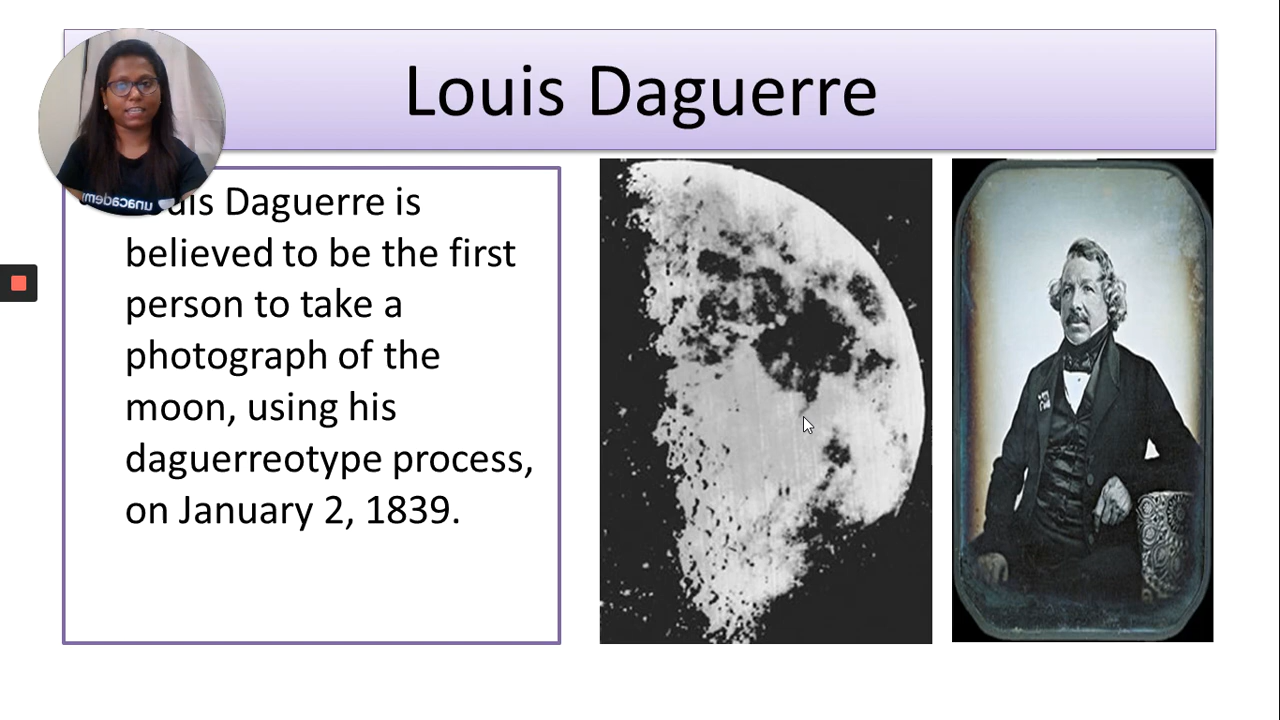 Louis Daguerre
Daguerre is
believed to be the first
person to take a
photograph of the
moon, using his
daguerreotype process,
on January 2, 1839.